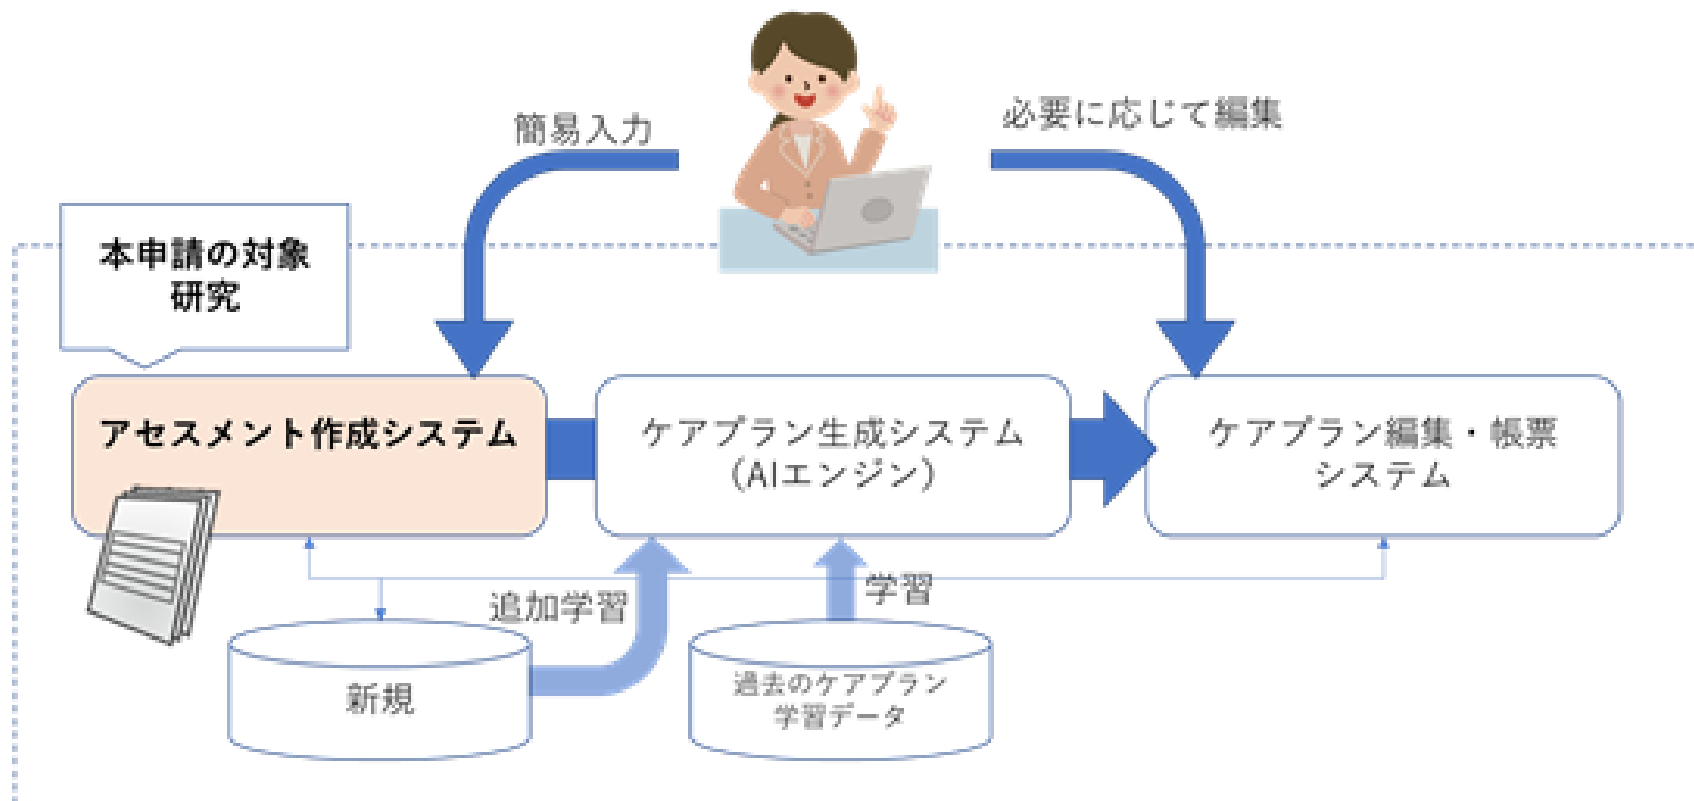 簡易入力
必要に応じて編集
本申請の対象
研究
アセスメント作成システム
ケアプラン生成システム
（AIエンジン）
ケアプラン編集・帳票
システム
追加学習
学習
新規
過去のケアプラン
学習データ